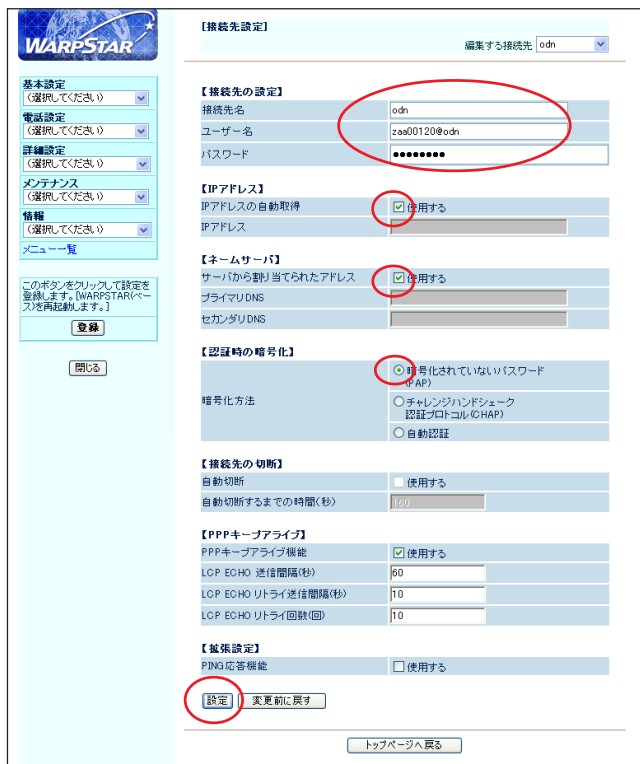 WARPSTAR
[接続先設定]
編集する接続先 odn
基本設定
(選択してください)
電話設定
(選択してください)
詳細設定
(選択してください)
メンテナンス
(選択してください)
情報
(選択してください)
メニュー一覧
このボタンをクリックして設定を
登録します。[WARPSTAR(ベー
ス)を再起動します。]
登録
閉じる
【接続先の設定】
接続先名 odn
ユーザー名 zaa00120@odn
パスワード ●●●●●●●●
【IPアドレス】
IPアドレスの自動取得 使用する
IPアドレス
【ネームサーバ】
サーバから割り当てられたアドレス 使用する
プライマリDNS
セカンダリDNS
【認証時の暗号化】
暗号化方法
暗号化されていないパスワード
(PAP)
チャレンジハンドシェーク
認証プロトコル(CHAP)
自動認証
【接続先の切断】
自動切断 使用する
自動切断するまでの時間(秒) 160
【PPPキープアライブ】
PPPキープアライブ機能 使用する
LCP ECHO 送信間隔(秒) 60
LCP ECHO リトライ送信間隔(秒) 10
LCP ECHO リトライ回数(回) 10
【拡張設定】
PING応答機能 使用する
設定 変更前に戻す
トップページへ戻る